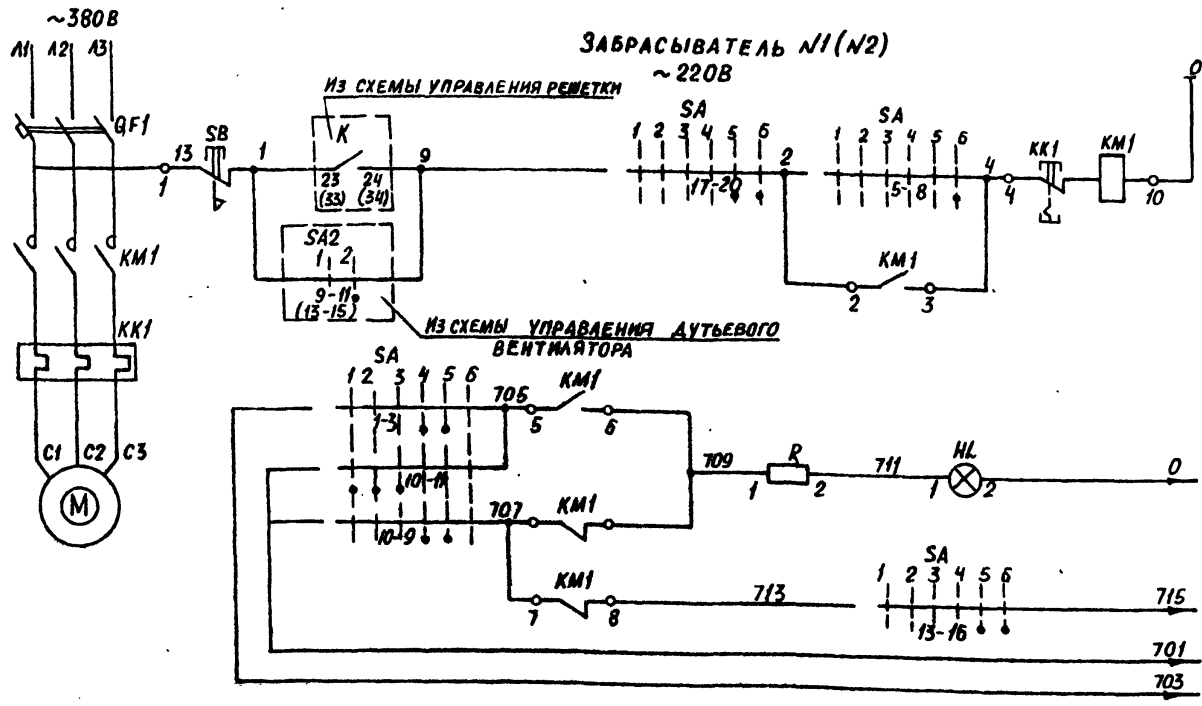 ~380В
Л1 Л2 Л3
ЗАБРАСЫВАТЕЛЬ N1 (N2)
~220В
ИЗ СХЕМЫ УПРАВЛЕНИЯ РЕШЕТКИ
QF1
SB
13
1
1
K
23 24
(33) (34)
9
SA
1 2 3 4 5 6
17-20
2
SA
1 2 3 4 5 6
5-8
4
4
KK1
KM1
10
0
SA2
1 2
9-11
(13-15)
KM1
2 3
KM1
ИЗ СХЕМЫ УПРАВЛЕНИЯ ДУТЬЕВОГО
ВЕНТИЛЯТОРА
KK1
C1 C2 C3
M
SA
1 2 3 4 5 6
1-3
705
KM1
5 6
10-11
709
R
1 2
711
HL
1 2
0
10-9
707
KM1
7 8
713
SA
1 2 3 4 5 6
13-16
715
701
703